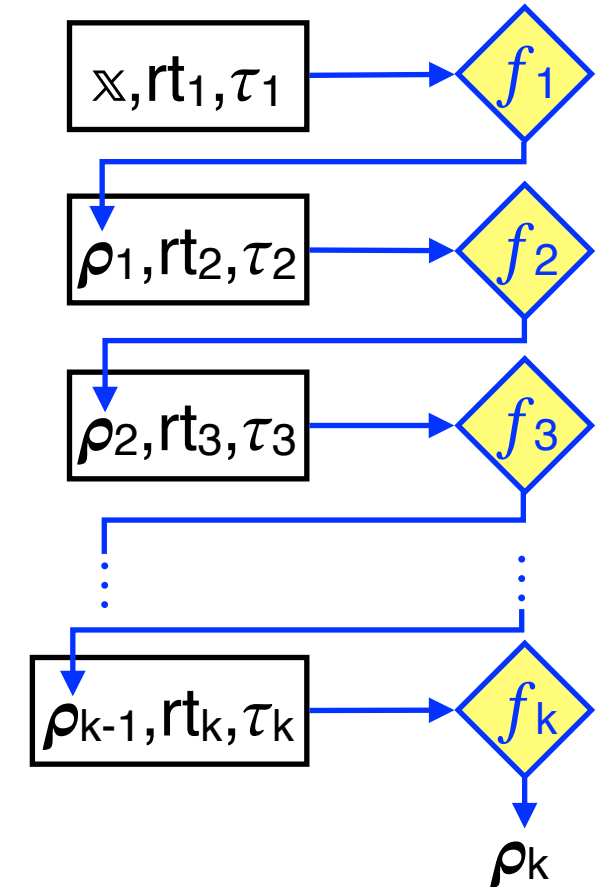 𝕩,rt₁,τ₁ f₁
ρ₁,rt₂,τ₂ f₂
ρ₂,rt₃,τ₃ f₃
ρₖ₋₁,rtₖ,τₖ fₖ
ρₖ